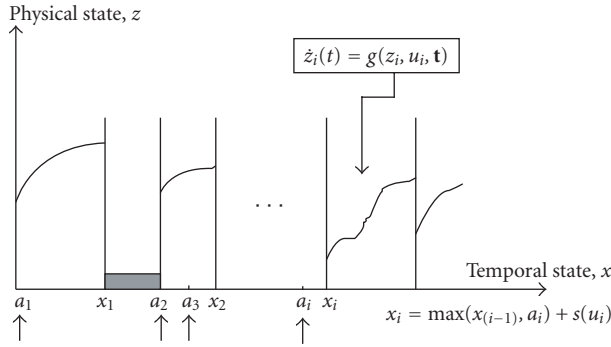 Physical state, z
żᵢ(t) = g(zᵢ, uᵢ, t)
· · ·
Temporal state, x
a₁ x₁ a₂ a₃ x₂ aᵢ xᵢ
xᵢ = max(x₍ᵢ₋₁₎, aᵢ) + s(uᵢ)